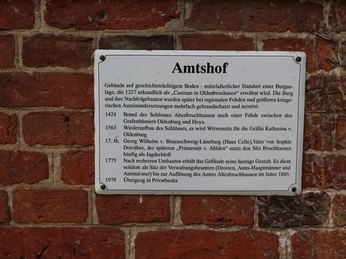 Amtshof
Gebäude auf geschichtsträchtigem Boden - mittelalterlicher Standort einer Burgan-
lage, die 1257 urkundlich als „Castrum in Oldenbrochusen" erwähnt wird. Die Burg
und ihre Nachfolgebauten wurden später bei regionalen Fehden und größeren kriege-
rischen Auseinandersetzungen mehrfach gebrandschatzt und zerstört.
1424 Brand des Schlosses Altenbruchhausen nach einer Fehde zwischen den
Grafenhäusern Oldenburg und Hoya.
1563 Wiederaufbau des Schlosses, es wird Witwensitz für die Gräfin Katharina v.
Oldenburg
17. Jh. Georg Wilhelm v. Braunschweig-Lüneburg (Haus Celle), Vater von Sophie
Dorothee, der späteren „Prinzessin v. Ahlden" nutzt den Sitz Bruchhausen
häufig als Jagdschloß
1775 Nach mehreren Umbauten erhält das Gebäude seine heutige Gestalt. Es dient
seitdem als Sitz der Verwaltungsbeamten (Drosten, Amts-Hauptmänner und
Amtmänner) bis zur Auflösung des Amtes Altenbruchhausen im Jahre 1885.
1978 Übergang in Privatbesitz